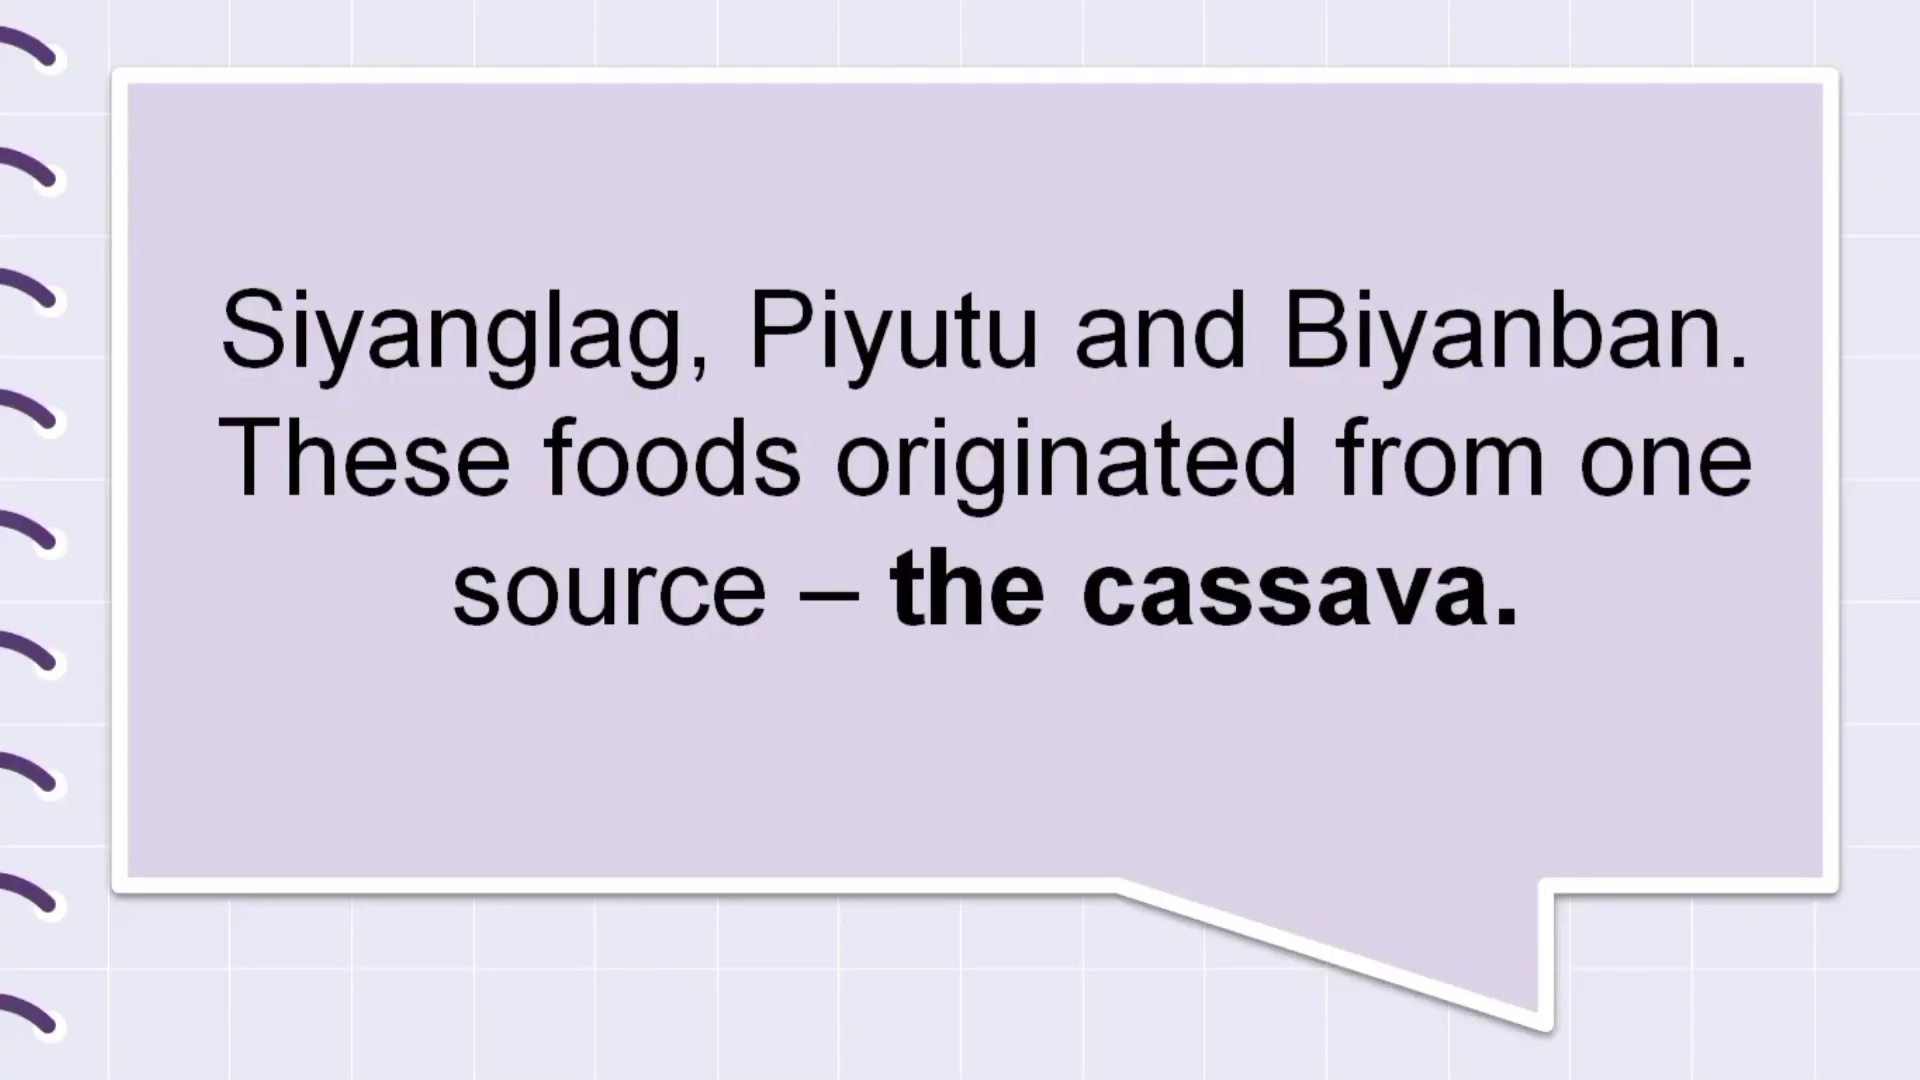 Siyanglag, Piyutu and Biyanban.
These foods originated from one
source – the cassava.